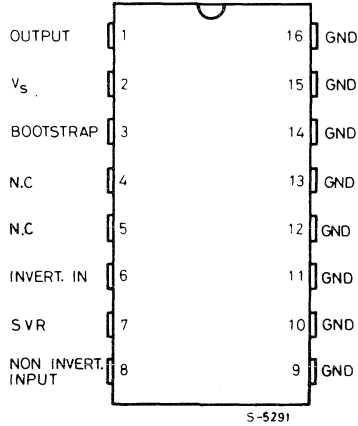 OUTPUT 1 16 GND
Vs 2 15 GND
BOOTSTRAP 3 14 GND
N.C 4 13 GND
N.C 5 12 GND
INVERT. IN 6 11 GND
SVR 7 10 GND
NON INVERT.
INPUT 8 9 GND
S-5291